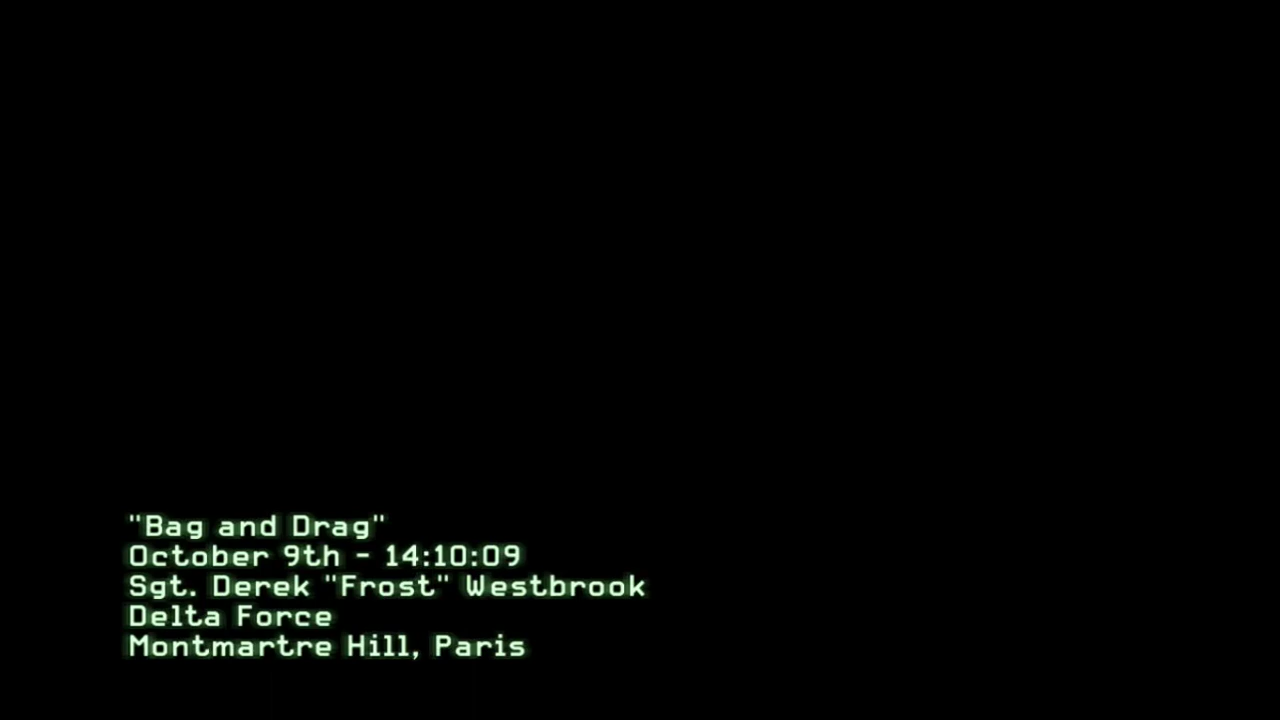 "Bag and Drag"
October 9th - 14:10:09
Sgt. Derek "Frost" Westbrook
Delta Force
Montmartre Hill, Paris